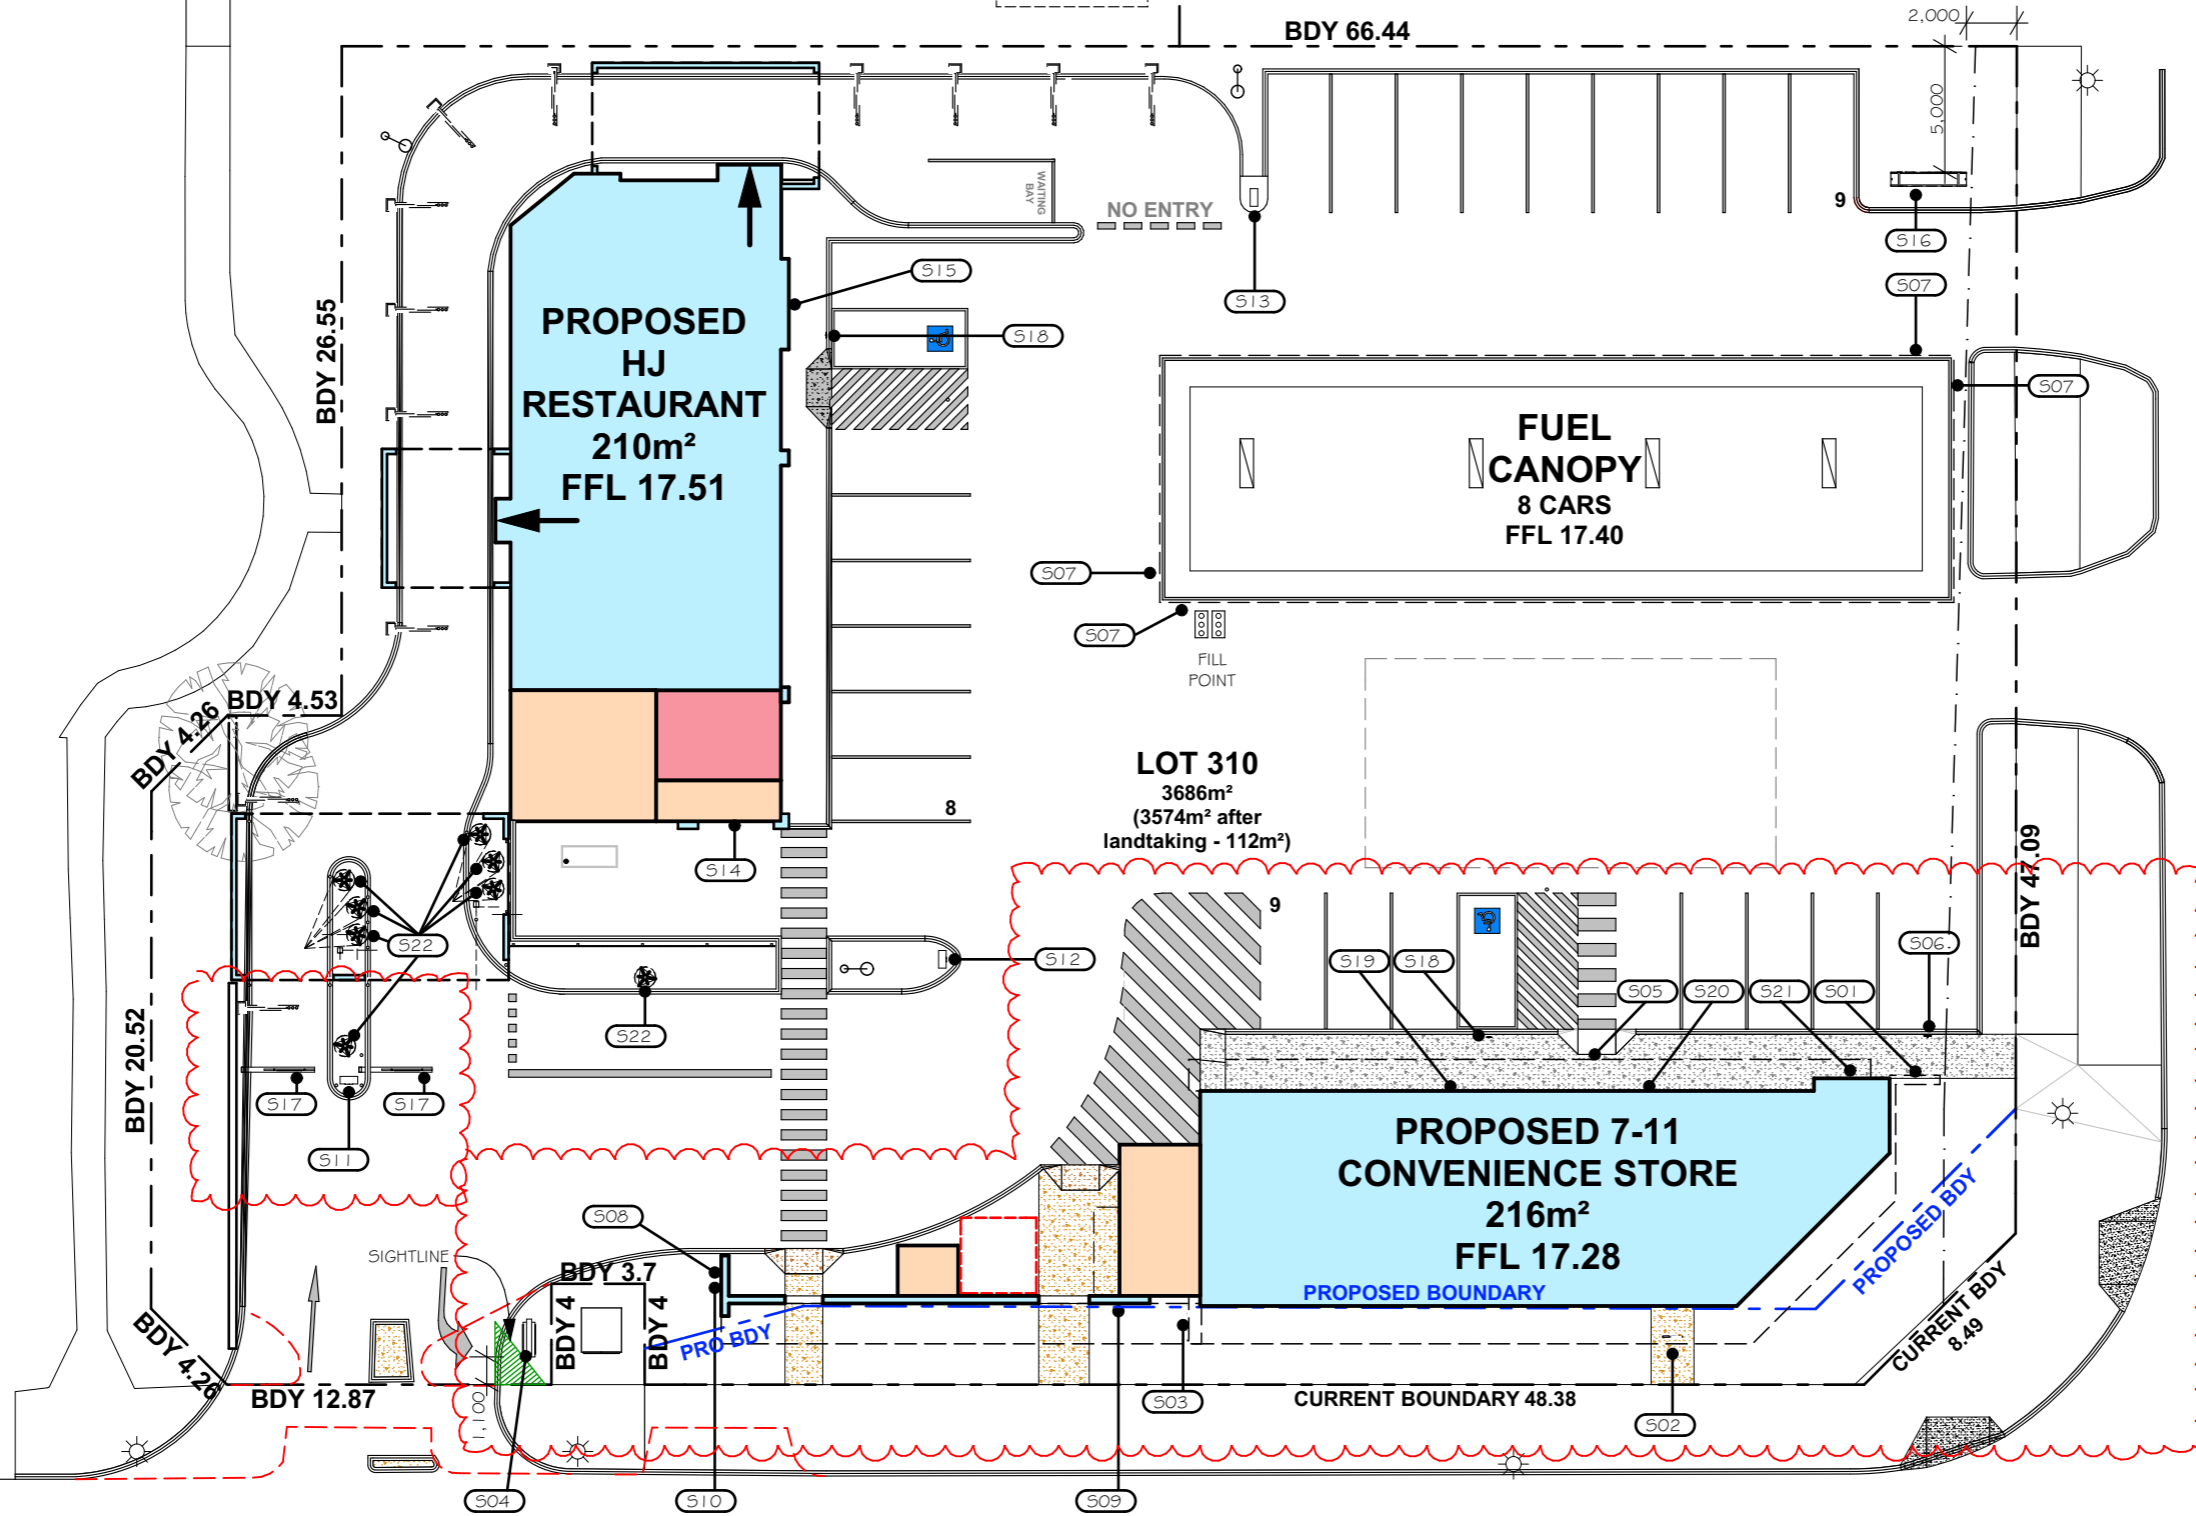 2,000
BDY 66.44
5,000
WAITING
BAY
NO ENTRY
9
S16
S15
S13
S07
S18
BDY 26.55
PROPOSED
HJ
RESTAURANT
210m²
FFL 17.51
S07
FUEL
CANOPY
8 CARS
FFL 17.40
S07
S07
FILL
POINT
BDY 4.53
BDY 4.26
LOT 310
3686m²
(3574m² after
landtaking - 112m²)
8
S14
BDY 47.09
9
S22
S12
S06
S19
S18
S05
S20
S21
S01
S22
BDY 20.52
S17
S17
S11
PROPOSED 7-11
CONVENIENCE STORE
216m²
FFL 17.28
PROPOSED BOUNDARY
PROPOSED BDY
S08
SIGHTLINE
BDY 3.7
BDY 4
BDY 4
PRO BDY
BDY 4.26
BDY 12.87
1,100
CURRENT BDY
8.49
S03
CURRENT BOUNDARY 48.38
S02
S04
S10
S09